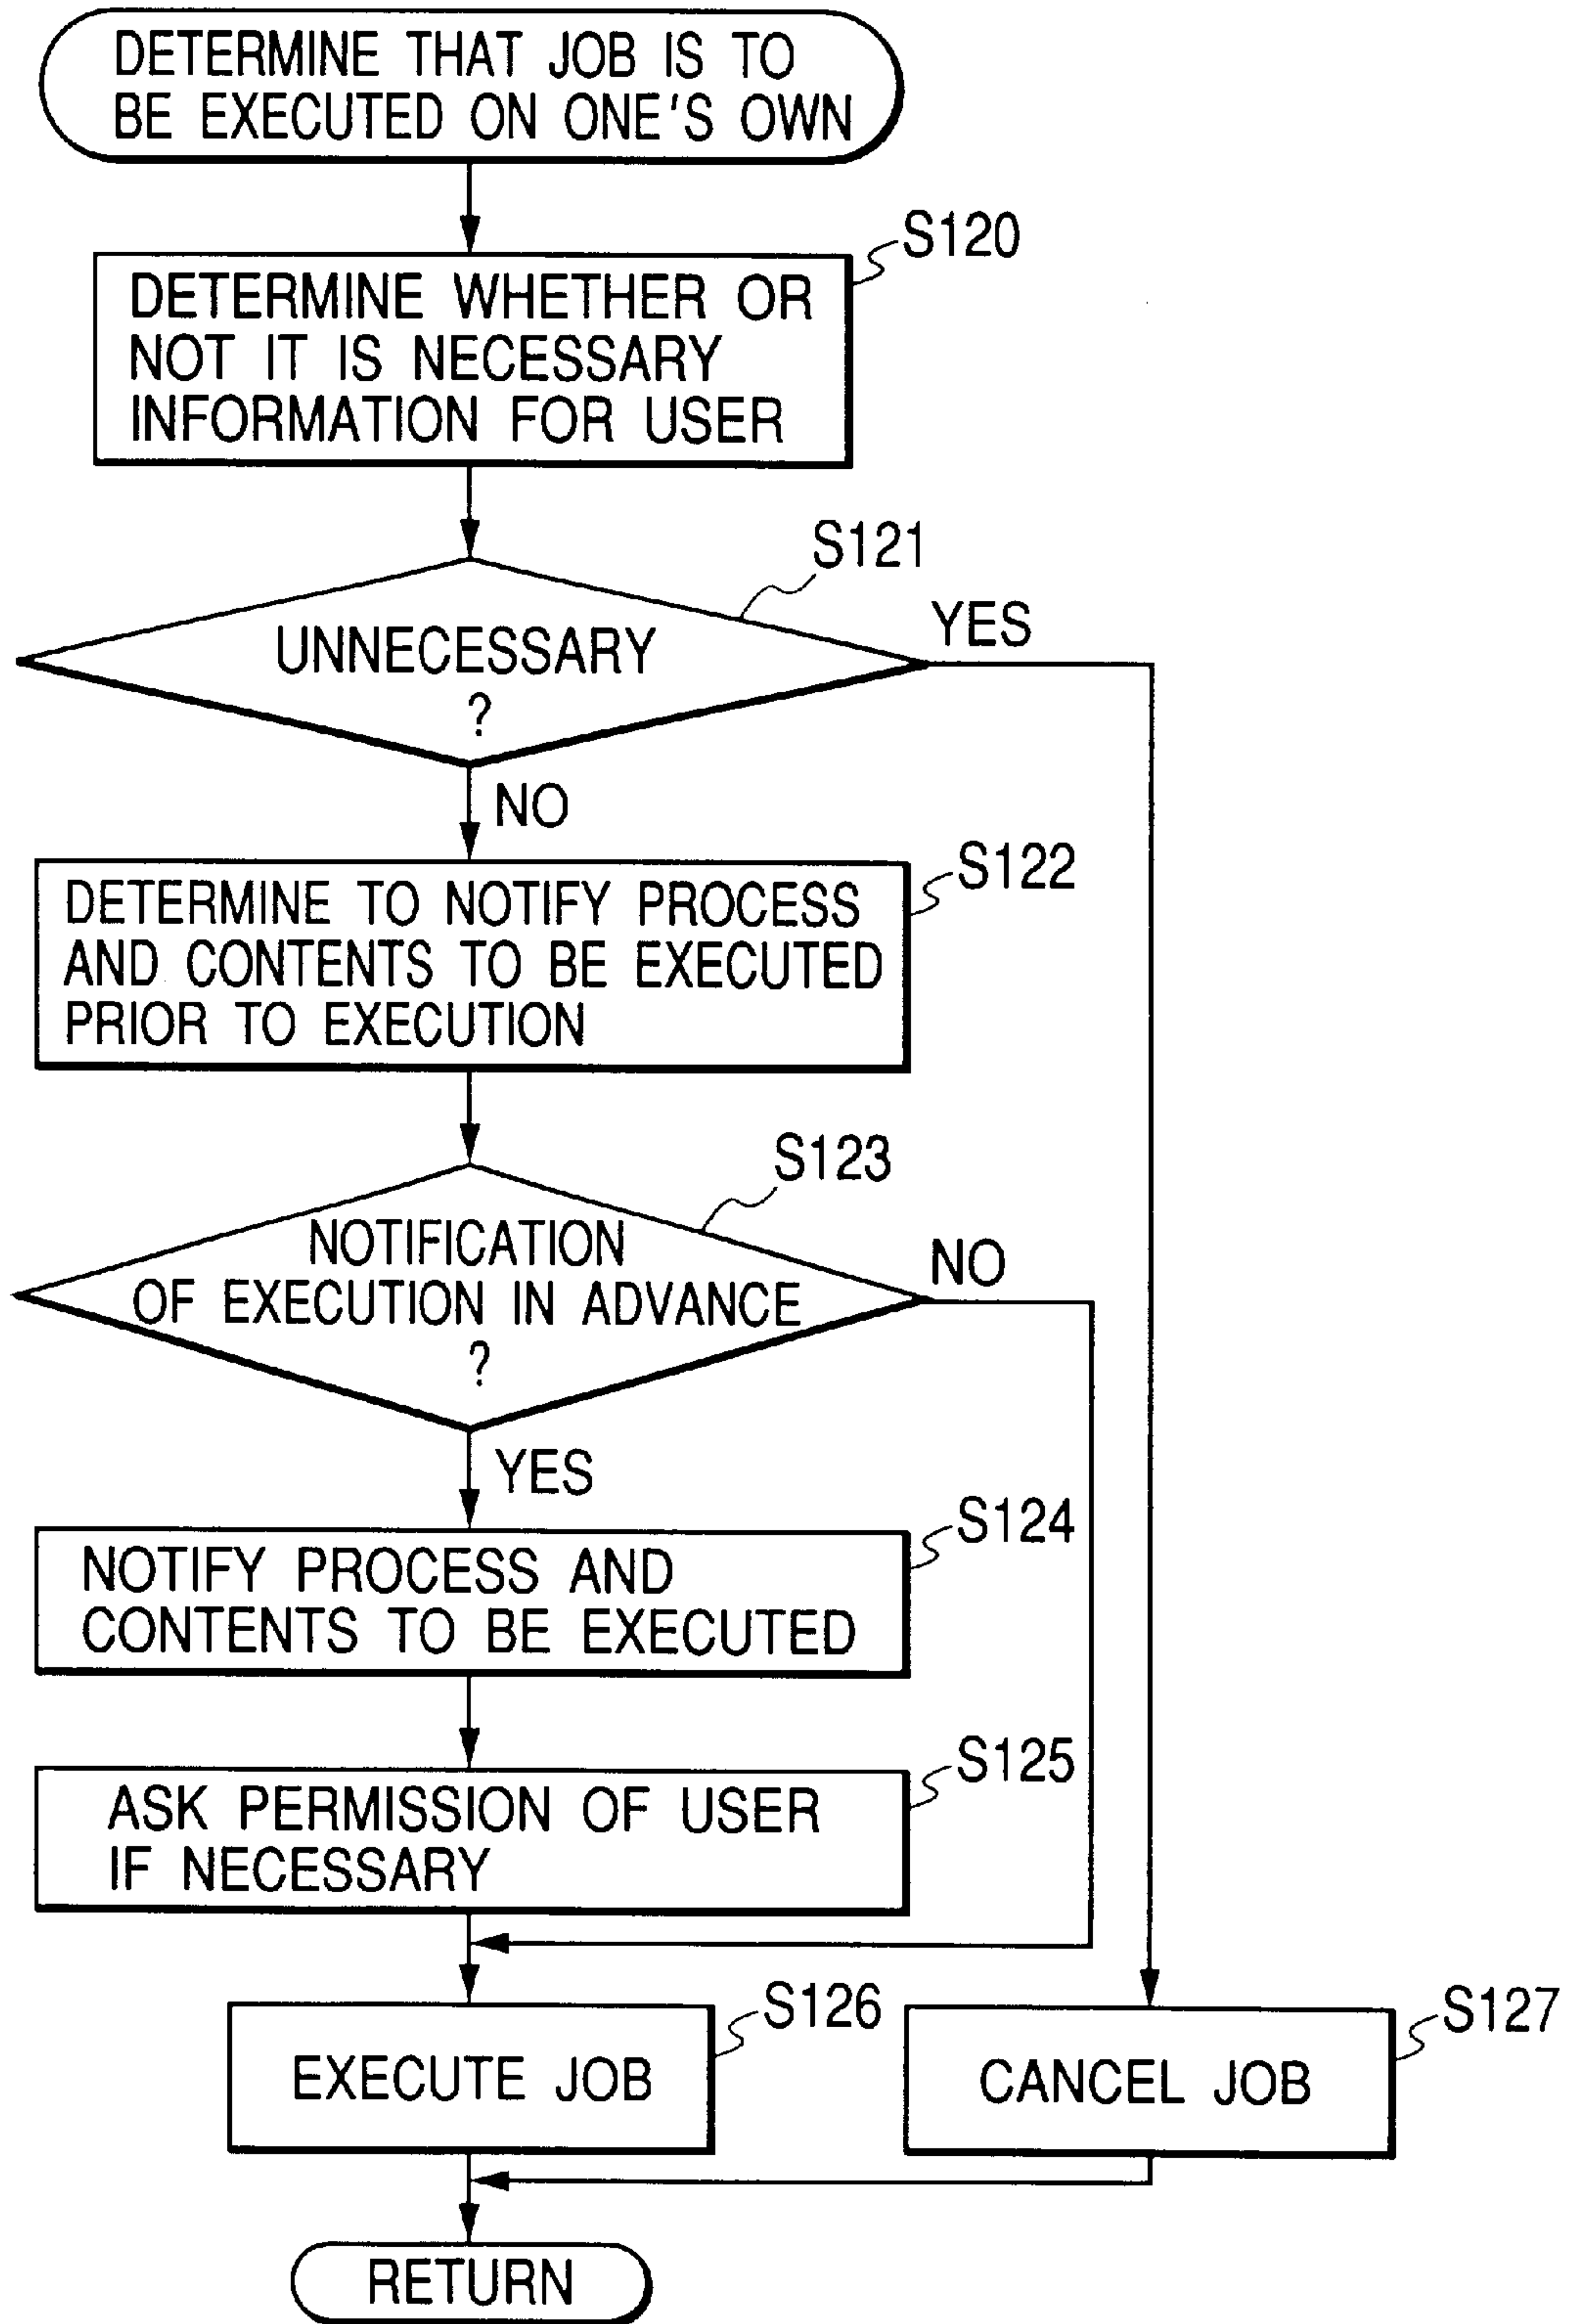 DETERMINE THAT JOB IS TO
BE EXECUTED ON ONE'S OWN
S120
DETERMINE WHETHER OR
NOT IT IS NECESSARY
INFORMATION FOR USER
S121
UNNECESSARY
?
YES
NO
S122
DETERMINE TO NOTIFY PROCESS
AND CONTENTS TO BE EXECUTED
PRIOR TO EXECUTION
S123
NOTIFICATION
OF EXECUTION IN ADVANCE
?
NO
YES
S124
NOTIFY PROCESS AND
CONTENTS TO BE EXECUTED
S125
ASK PERMISSION OF USER
IF NECESSARY
S126
EXECUTE JOB
S127
CANCEL JOB
RETURN